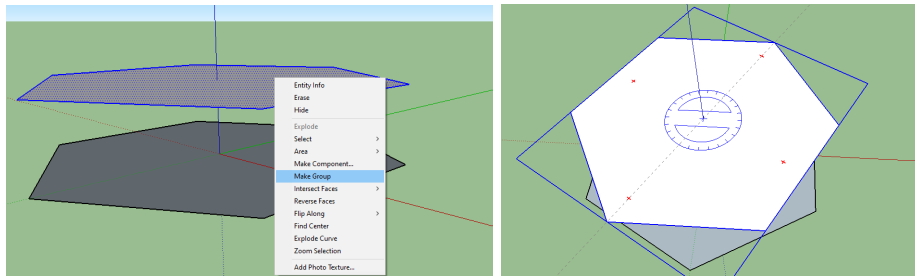 Entity Info
Erase
Hide
Explode
Select
Area
Make Component...
Make Group
Intersect Faces
Reverse Faces
Flip Along
Find Center
Explode Curve
Zoom Selection
Add Photo Texture...